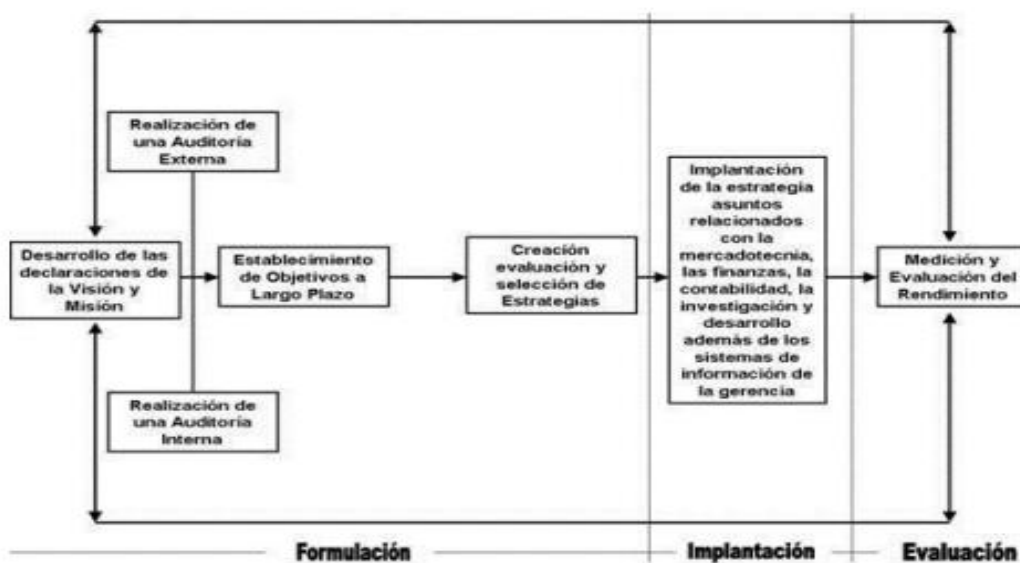 Realización de
una Auditoría
Externa
Desarrollo de las
declaraciones de
la Visión y
Misión
Establecimiento
de Objetivos a
Largo Plazo
Realización de
una Auditoría
Interna
Creación
evaluación y
selección de
Estrategias
Implantación
de la estrategia
asuntos
relacionados
con la
mercadotecnia,
las finanzas, la
contabilidad, la
investigación y
desarrollo
además de los
sistemas de
información de
la gerencia
Medición y
Evaluación del
Rendimiento
Formulación
Implantación
Evaluación